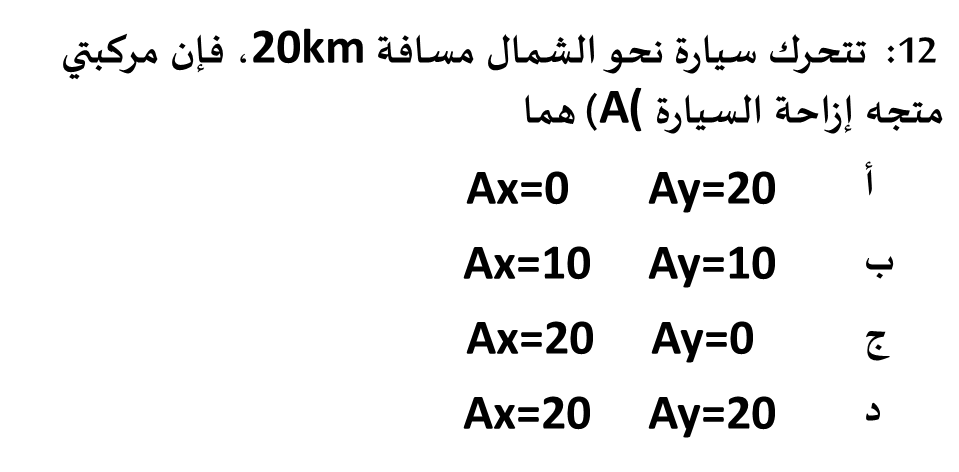 12: تتحرك سيارة نحو الشمال مسافة 20km، فإن مركبتي
متجه إزاحة السيارة )A) هما
أ Ay=20 Ax=0
ب Ay=10 Ax=10
ج Ay=0 Ax=20
د Ay=20 Ax=20